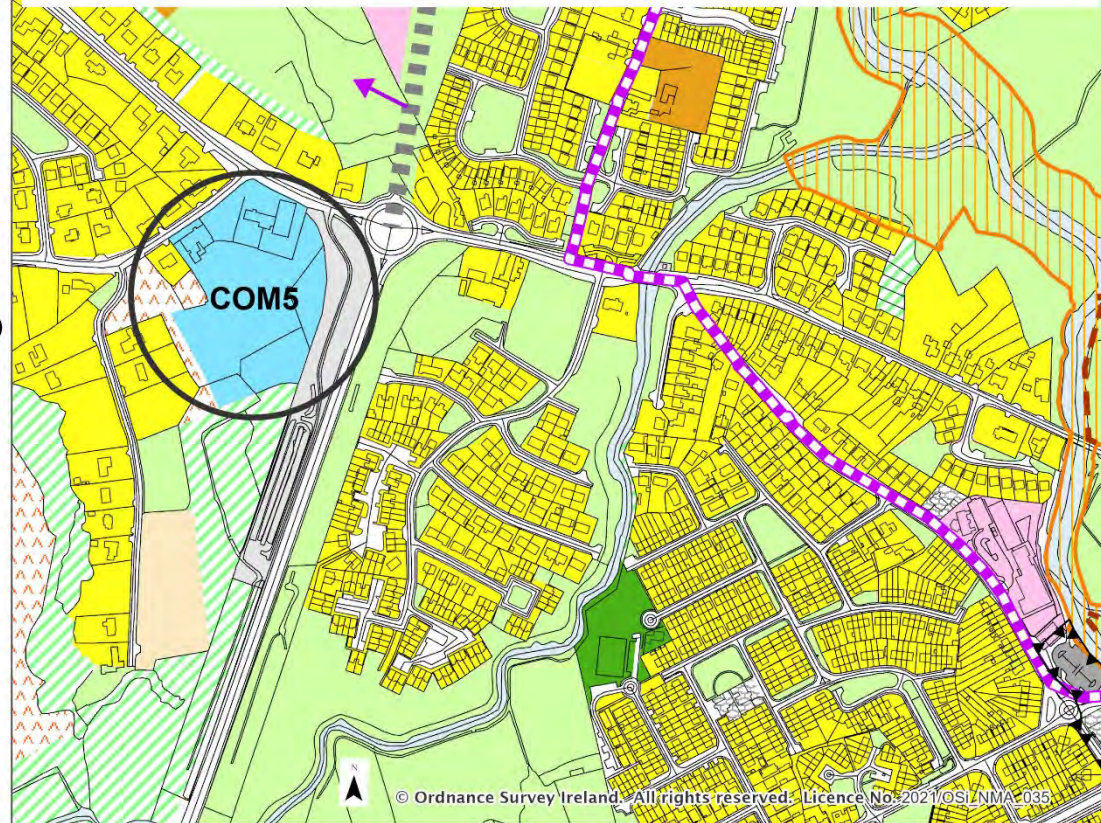 COM5
N
© Ordnance Survey Ireland. All rights reserved. Licence No. 2021/OSi_NMA_035